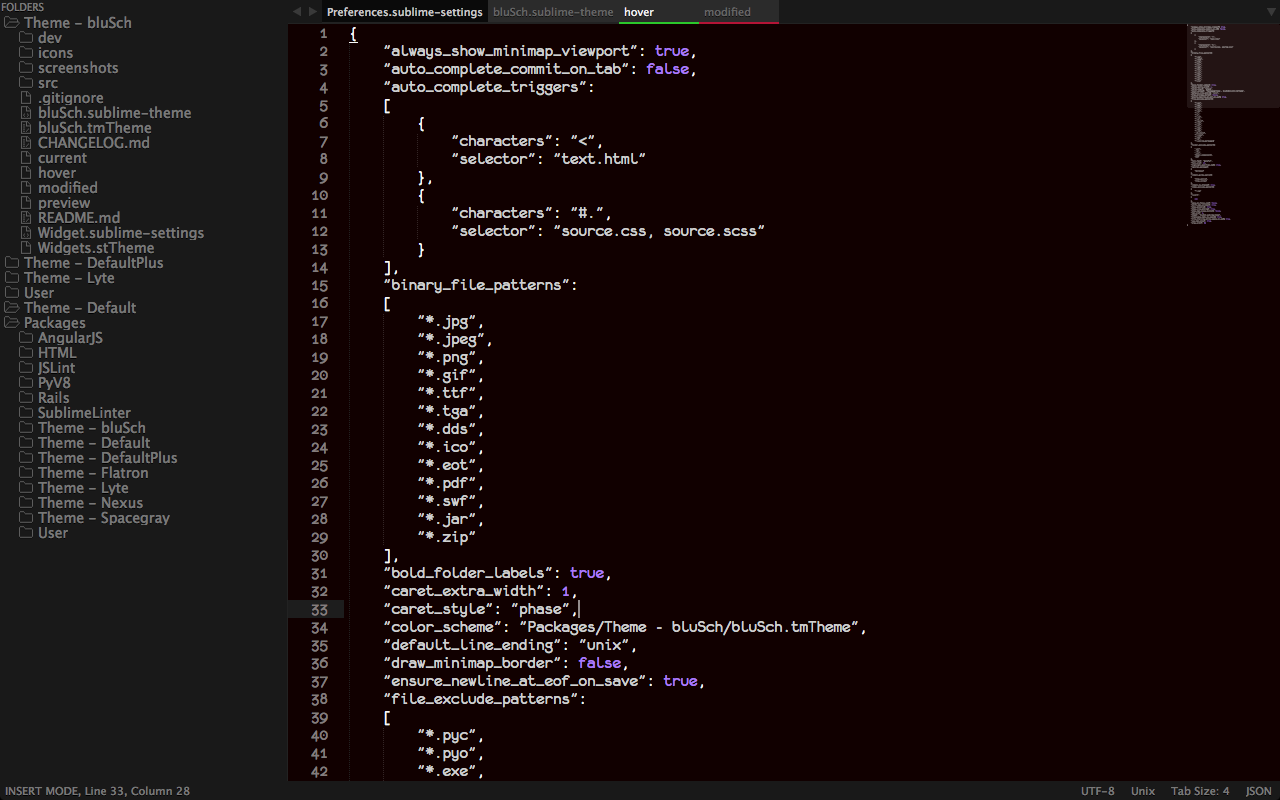 FOLDERS
Theme - bluSch
dev
icons
screenshots
src
.gitignore
bluSch.sublime-theme
bluSch.tmTheme
CHANGELOG.md
current
hover
modified
preview
README.md
Widget.sublime-settings
Widgets.stTheme
Theme - DefaultPlus
Theme - Lyte
User
Theme - Default
Packages
AngularJS
HTML
JSLint
PyV8
Rails
SublimeLinter
Theme - bluSch
Theme - Default
Theme - DefaultPlus
Theme - Flatron
Theme - Lyte
Theme - Nexus
Theme - Spacegray
User
Preferences.sublime-settings bluSch.sublime-theme hover modified
1 {
2 "always_show_minimap_viewport": true,
3 "auto_complete_commit_on_tab": false,
4 "auto_complete_triggers":
5 [
6 {
7 "characters": "<",
8 "selector": "text.html"
9 },
10 {
11 "characters": "#.",
12 "selector": "source.css, source.scss"
13 }
14 ],
15 "binary_file_patterns":
16 [
17 "*.jpg",
18 "*.jpeg",
19 "*.png",
20 "*.gif",
21 "*.ttf",
22 "*.tga",
23 "*.dds",
24 "*.ico",
25 "*.eot",
26 "*.pdf",
27 "*.swf",
28 "*.jar",
29 "*.zip"
30 ],
31 "bold_folder_labels": true,
32 "caret_extra_width": 1,
33 "caret_style": "phase",
34 "color_scheme": "Packages/Theme - bluSch/bluSch.tmTheme",
35 "default_line_ending": "unix",
36 "draw_minimap_border": false,
37 "ensure_newline_at_eof_on_save": true,
38 "file_exclude_patterns":
39 [
40 "*.pyc",
41 "*.pyo",
42 "*.exe",
INSERT MODE, Line 33, Column 28 UTF-8 Unix Tab Size: 4 JSON